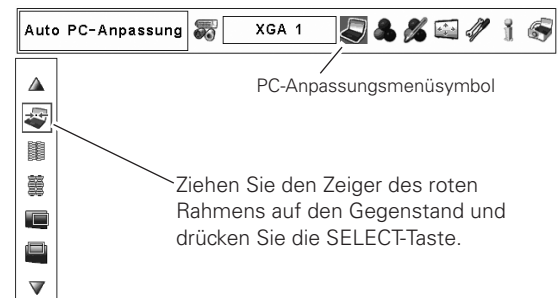 Auto PC-Anpassung
XGA 1
PC-Anpassungsmenüsymbol
Ziehen Sie den Zeiger des roten
Rahmens auf den Gegenstand und
drücken Sie die SELECT-Taste.